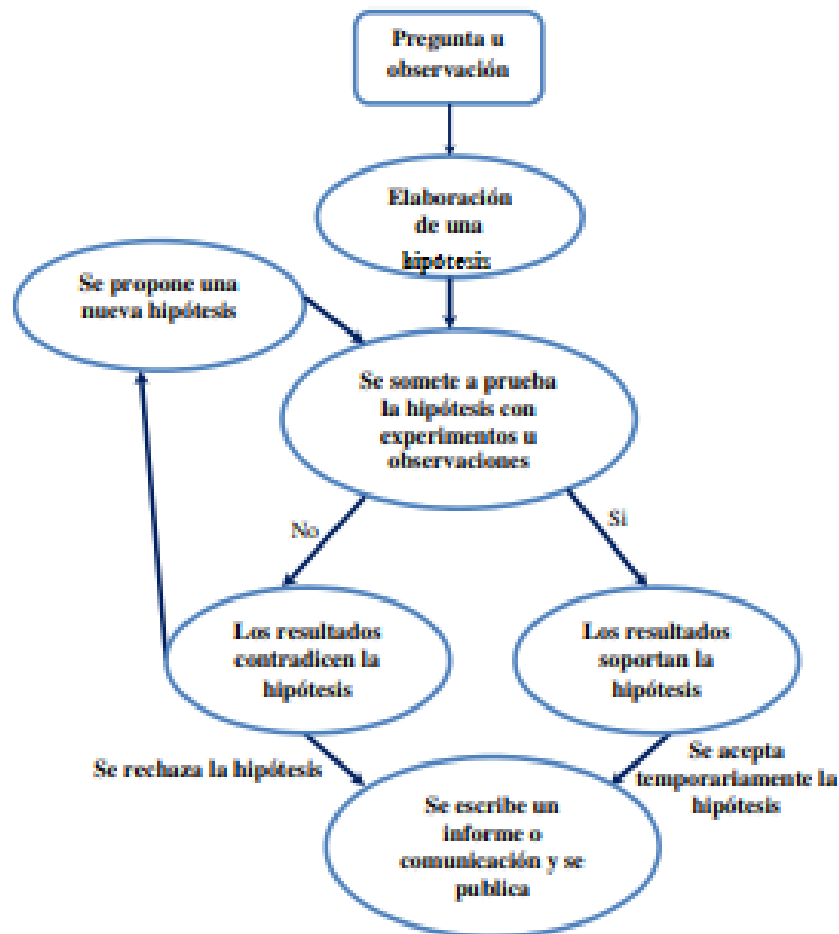 Pregunta u
observación
Elaboración
de una
hipótesis
Se propone una
nueva hipótesis
Se somete a prueba
la hipótesis con
experimentos u
observaciones
No
Si
Los resultados
contradicen la
hipótesis
Los resultados
soportan la
hipótesis
Se rechaza la hipótesis
Se acepta
temporariamente la
hipótesis
Se escribe un
informe o
comunicación y se
publica